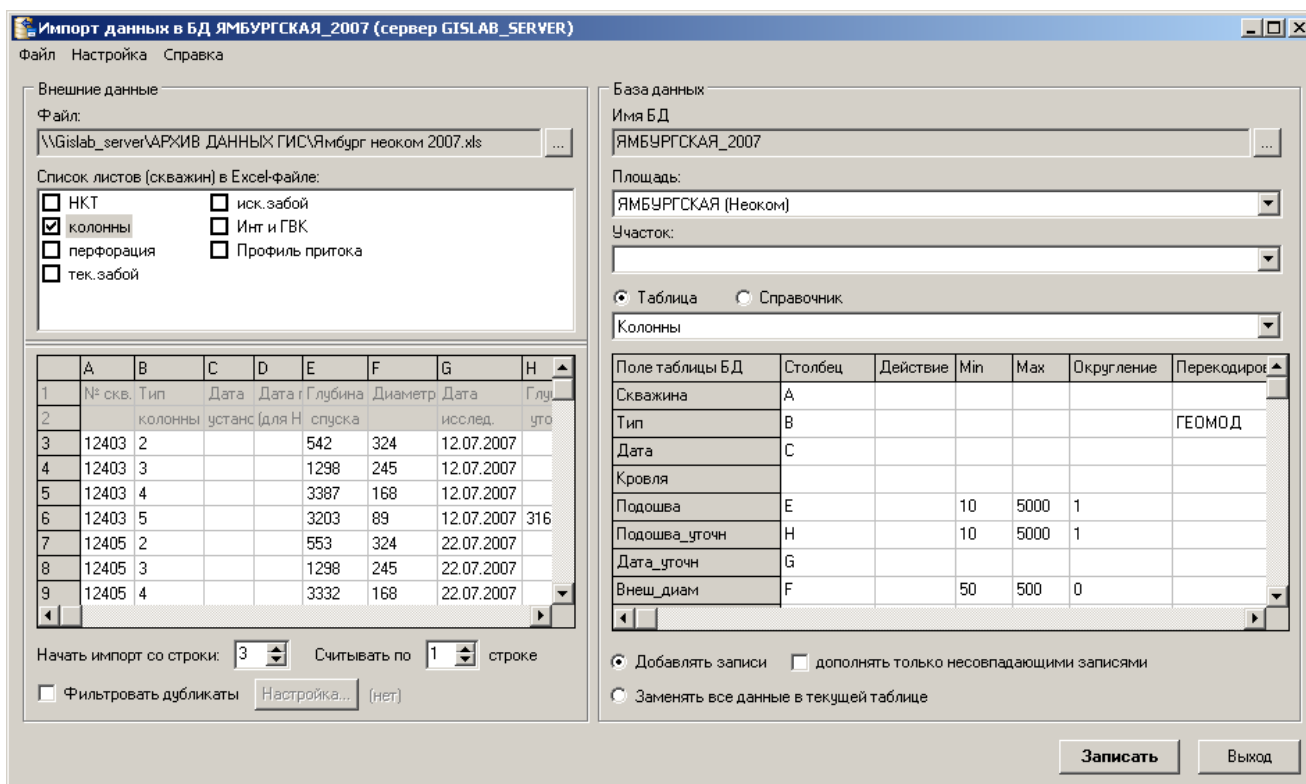 Импорт данных в БД ЯМБУРГСКАЯ_2007 (сервер GISLAB_SERVER)
Файл Настройка Справка
Внешние данные
Файл:
\\Gislab_server\АРХИВ ДАННЫХ ГИС\Ямбург неоком 2007.xls ...
Список листов (скважин) в Excel-файле:
НКТ иск.забой
колонны Инт и ГВК
перфорация Профиль притока
тек.забой
A B C D E F G H
1 № скв. Тип Дата Дата г Глубина Диаметр Дата Глу
2 колонны устанс (для Н спуска исслед. уто
3 12403 2 542 324 12.07.2007
4 12403 3 1298 245 12.07.2007
5 12403 4 3387 168 12.07.2007
6 12403 5 3203 89 12.07.2007 316
7 12405 2 553 324 22.07.2007
8 12405 3 1298 245 22.07.2007
9 12405 4 3332 168 22.07.2007
Начать импорт со строки: 3 Считывать по 1 строке
Фильтровать дубликаты Настройка... (нет)
База данных
Имя БД
ЯМБУРГСКАЯ_2007 ...
Площадь:
ЯМБУРГСКАЯ (Неоком)
Участок:
Таблица Справочник
Колонны
Поле таблицы БД Столбец Действие Min Max Округление Перекодиров
Скважина A
Тип B ГЕОМОД
Дата C
Кровля
Подошва E 10 5000 1
Подошва_уточн H 10 5000 1
Дата_уточн G
Внеш_диам F 50 500 0
Добавлять записи дополнять только несовпадающими записями
Заменять все данные в текущей таблице
Записать Выход